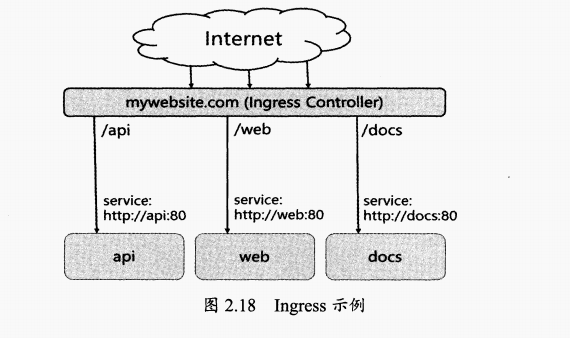 Internet
mywebsite.com (Ingress Controller)
/api
/web
/docs
service:
http://api:80
service:
http://web:80
service:
http://docs:80
api
web
docs
图 2.18 Ingress 示例